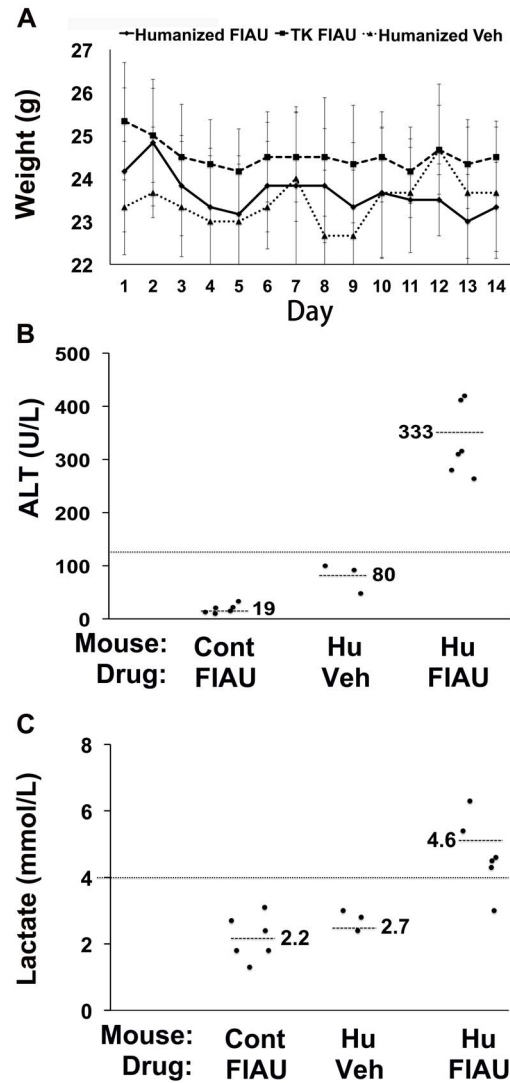 A
Humanized FIAU TK FIAU Humanized Veh
Weight (g)
27
26
25
24
23
22
1 2 3 4 5 6 7 8 9 10 11 12 13 14
Day
B
ALT (U/L)
500
400
300
200
100
0
333
80
19
Mouse: Cont Hu Hu
Drug: FIAU Veh FIAU
C
Lactate (mmol/L)
8
6
4
2
0
4.6
2.2
2.7
Mouse: Cont Hu Hu
Drug: FIAU Veh FIAU